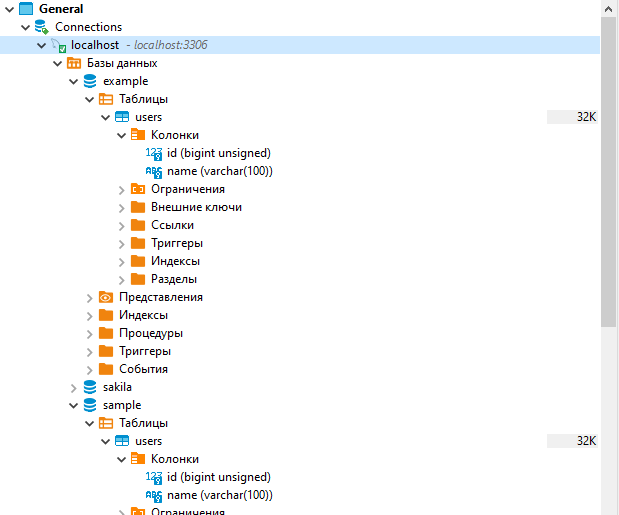 General
Connections
localhost - localhost:3306
Базы данных
example
Таблицы
users 32K
Колонки
id (bigint unsigned)
name (varchar(100))
Ограничения
Внешние ключи
Ссылки
Триггеры
Индексы
Разделы
Представления
Индексы
Процедуры
Триггеры
События
sakila
sample
Таблицы
users 32K
Колонки
id (bigint unsigned)
name (varchar(100))
Ограничения